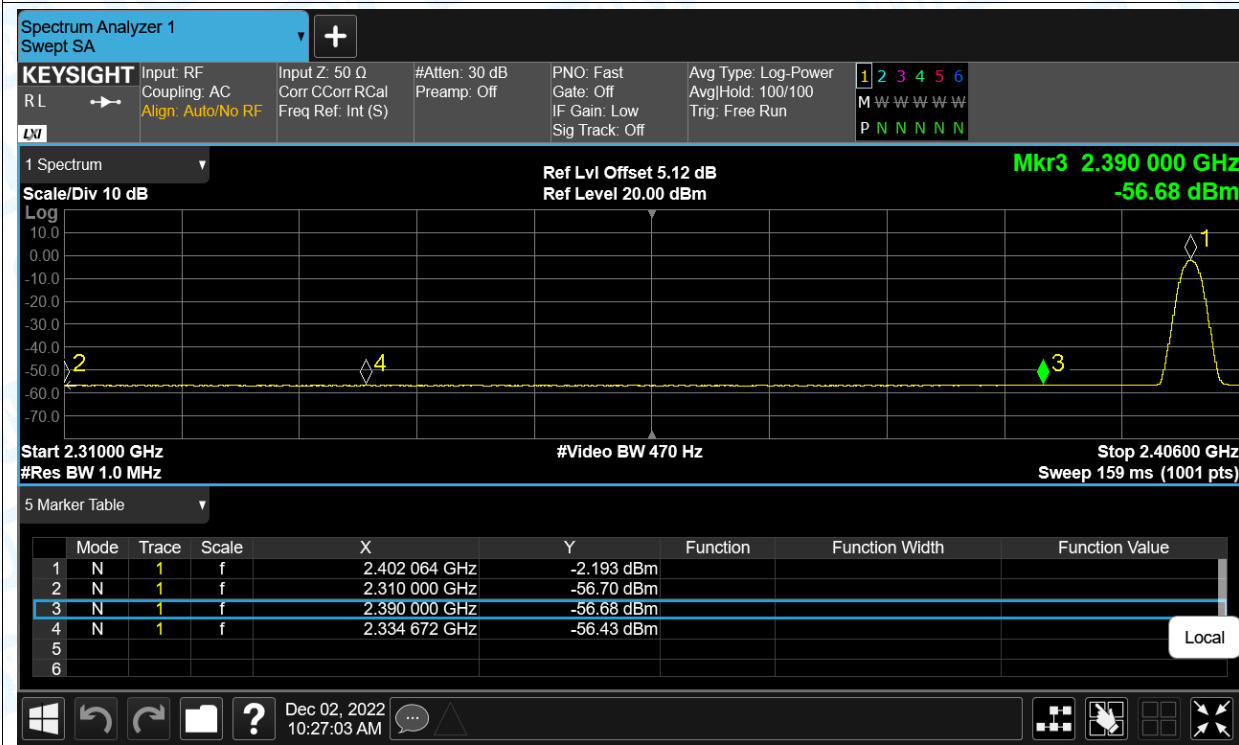 Spectrum Analyzer 1
Swept SA
+
KEYSIGHT
R L
LXI
Input: RF
Coupling: AC
Align: Auto/No RF
Input Z: 50 Ω
Corr CCorr RCal
Freq Ref: Int (S)
#Atten: 30 dB
Preamp: Off
PNO: Fast
Gate: Off
IF Gain: Low
Sig Track: Off
Avg Type: Log-Power
Avg|Hold: 100/100
Trig: Free Run
1 2 3 4 5 6
M W W W W W
P N N N N N
1 Spectrum
Scale/Div 10 dB
Ref Lvl Offset 5.12 dB
Ref Level 20.00 dBm
Mkr3 2.390 000 GHz
-56.68 dBm
Log
10.0
0.00
-10.0
-20.0
-30.0
-40.0
-50.0
-60.0
-70.0
2
4
3
1
Start 2.31000 GHz
#Res BW 1.0 MHz
#Video BW 470 Hz
Stop 2.40600 GHz
Sweep 159 ms (1001 pts)
5 Marker Table
Mode Trace Scale X Y Function Function Width Function Value
1 N 1 f 2.402 064 GHz -2.193 dBm
2 N 1 f 2.310 000 GHz -56.70 dBm
3 N 1 f 2.390 000 GHz -56.68 dBm
4 N 1 f 2.334 672 GHz -56.43 dBm
5
6
Local
?
Dec 02, 2022
10:27:03 AM